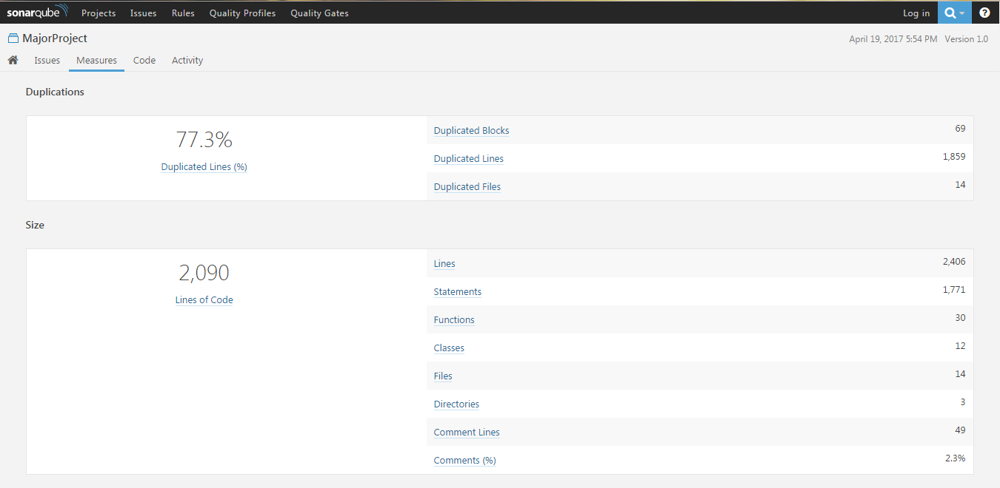 sonarqube Projects Issues Rules Quality Profiles Quality Gates Log in ?
MajorProject April 19, 2017 5:54 PM Version 1.0
Issues Measures Code Activity
Duplications
77.3%
Duplicated Lines (%)
Duplicated Blocks 69
Duplicated Lines 1,859
Duplicated Files 14
Size
2,090
Lines of Code
Lines 2,406
Statements 1,771
Functions 30
Classes 12
Files 14
Directories 3
Comment Lines 49
Comments (%) 2.3%